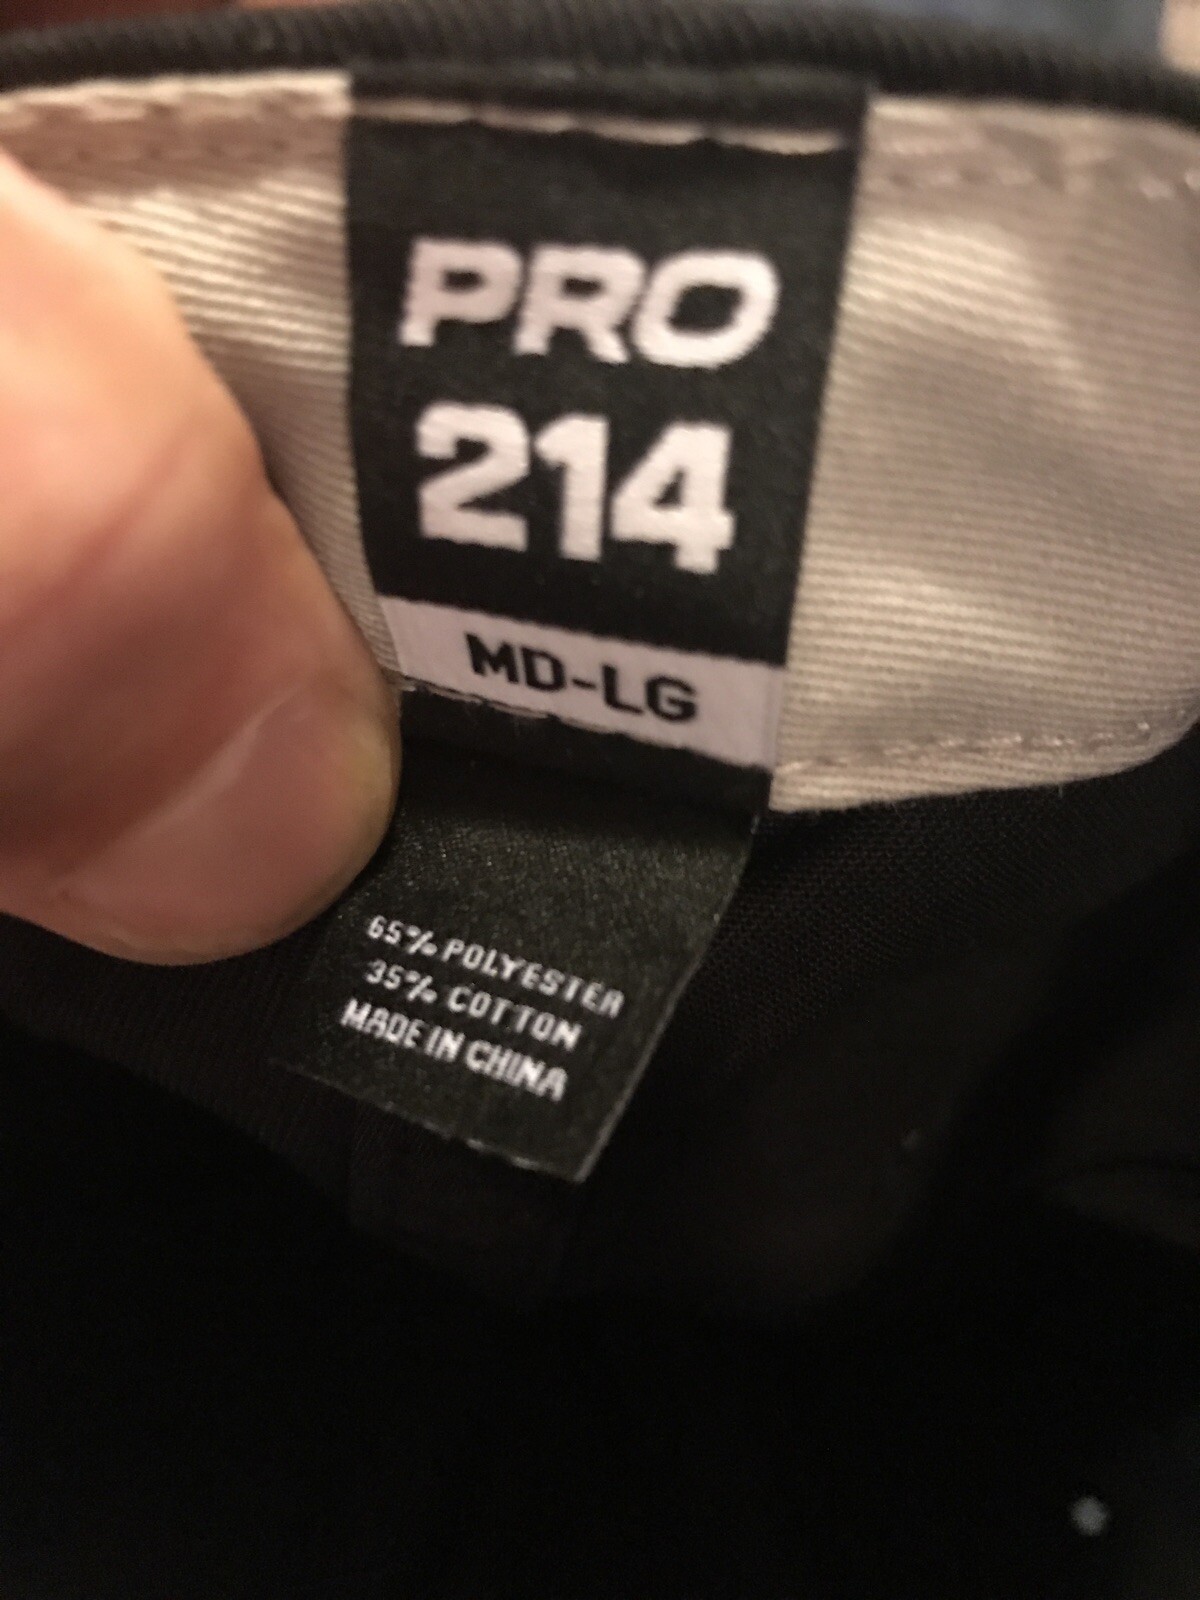 PRO
214
MD-LG
65% POLYESTER
35% COTTON
MADE IN CHINA